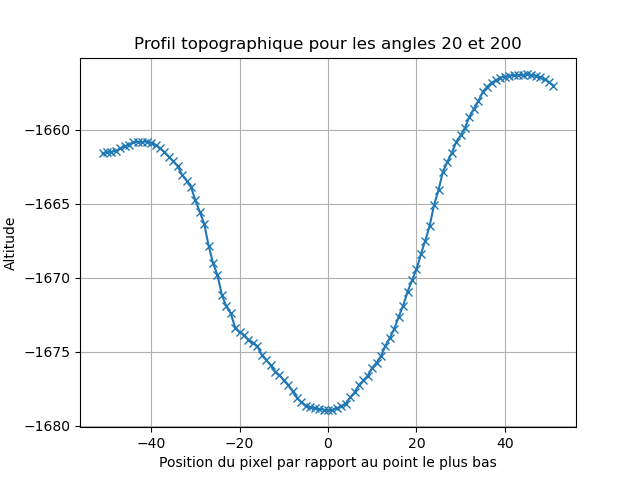 Profil topographique pour les angles 20 et 200
Altitude
−1660
−1665
−1670
−1675
−1680
−40 −20 0 20 40
Position du pixel par rapport au point le plus bas